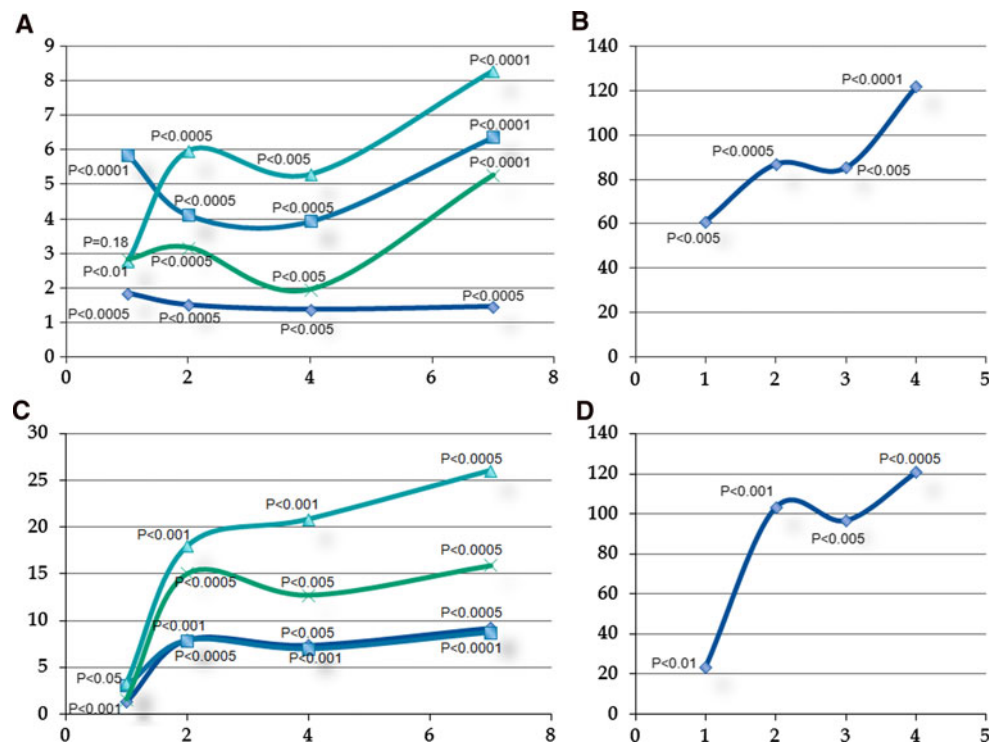 A
9
8
7
6
5
4
3
2
1
0
P<0.0001
P<0.0005
P<0.005
P<0.0001
P<0.0001
P<0.0005
P<0.0005
P<0.0001
P=0.18
P<0.0005
P<0.01
P<0.005
P<0.0005
P<0.0005
P<0.0005
P<0.005
0 2 4 6 8
B
140
120
100
80
60
40
20
0
P<0.0001
P<0.0005
P<0.005
P<0.005
0 1 2 3 4 5
C
30
25
20
15
10
5
0
P<0.0005
P<0.001
P<0.001
P<0.0005
P<0.0005
P<0.005
P<0.0005
P<0.001
P<0.005
P<0.0005
P<0.001
P<0.0001
P<0.05
P<0.001
0 2 4 6 8
D
140
120
100
80
60
40
20
0
P<0.0005
P<0.001
P<0.005
P<0.01
0 1 2 3 4 5